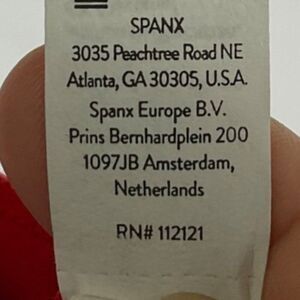 SPANX
3035 Peachtree Road NE
Atlanta, GA 30305, U.S.A.
Spanx Europe B.V.
Prins Bernhardplein 200
1097JB Amsterdam,
Netherlands
RN# 112121